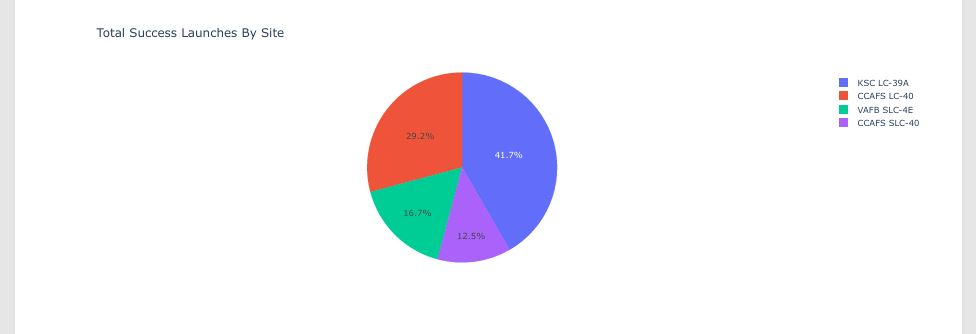 Total Success Launches By Site
KSC LC-39A
CCAFS LC-40
VAFB SLC-4E
CCAFS SLC-40
29.2%
41.7%
16.7%
12.5%